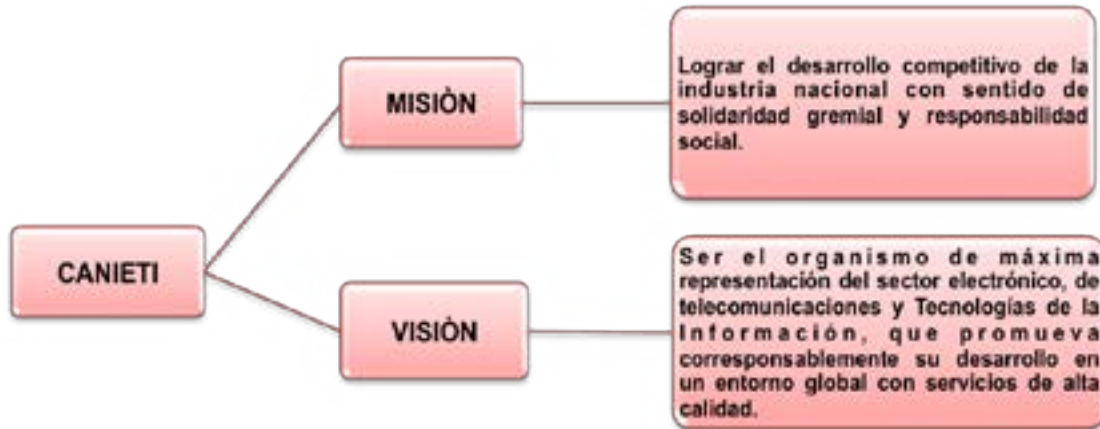 CANIETI
MISIÒN
Lograr el desarrollo competitivo de la
industria nacional con sentido de
solidaridad gremial y responsabilidad
social.
VISIÒN
Ser el organismo de máxima
representación del sector electrónico, de
telecomunicaciones y Tecnologías de la
Información, que promueva
corresponsablemente su desarrollo en
un entorno global con servicios de alta
calidad.